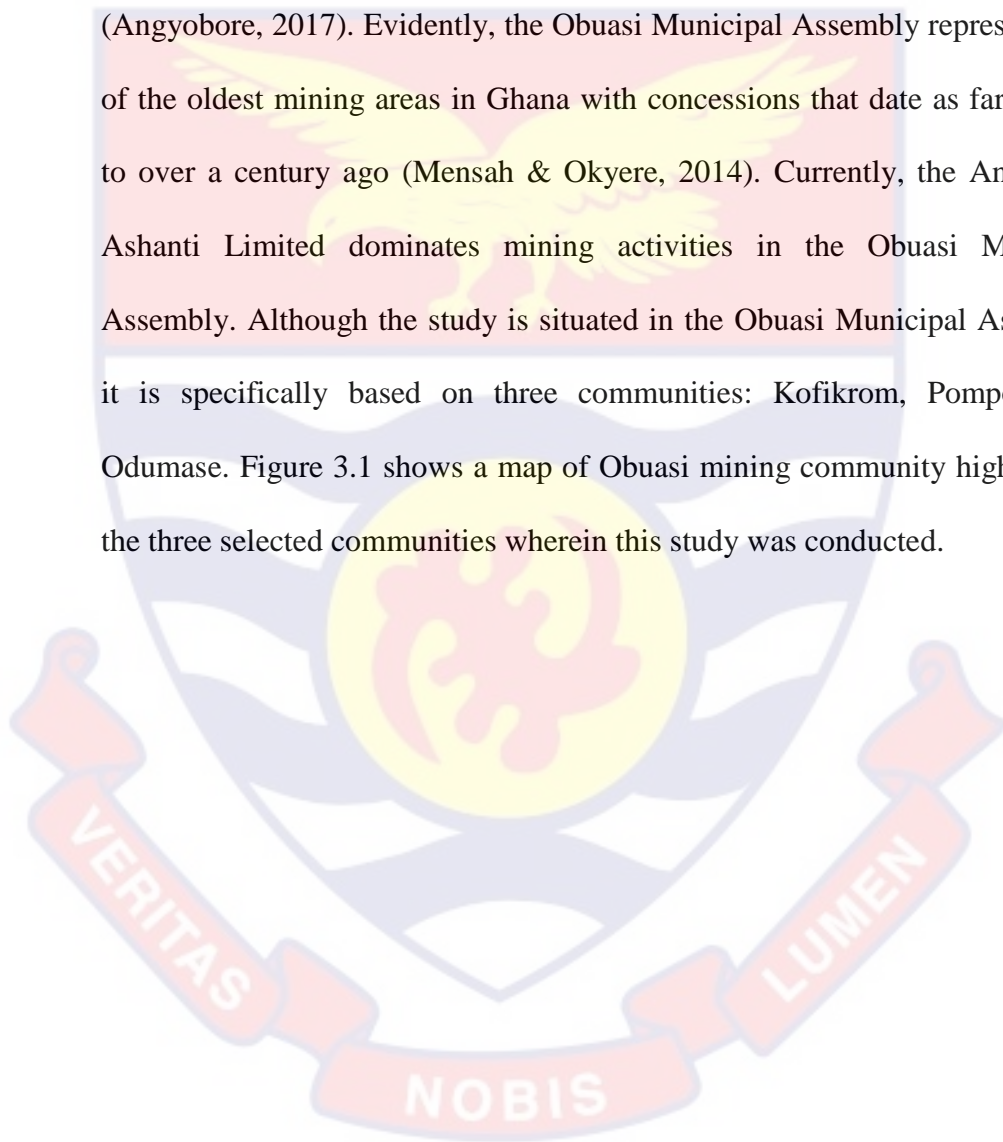 (Angyobore, 2017). Evidently, the Obuasi Municipal Assembly repres
of the oldest mining areas in Ghana with concessions that date as far
to over a century ago (Mensah & Okyere, 2014). Currently, the An
Ashanti Limited dominates mining activities in the Obuasi M
Assembly. Although the study is situated in the Obuasi Municipal As
it is specifically based on three communities: Kofikrom, Pomp
Odumase. Figure 3.1 shows a map of Obuasi mining community high
the three selected communities wherein this study was conducted.
VERITAS
NOBIS
LUMEN